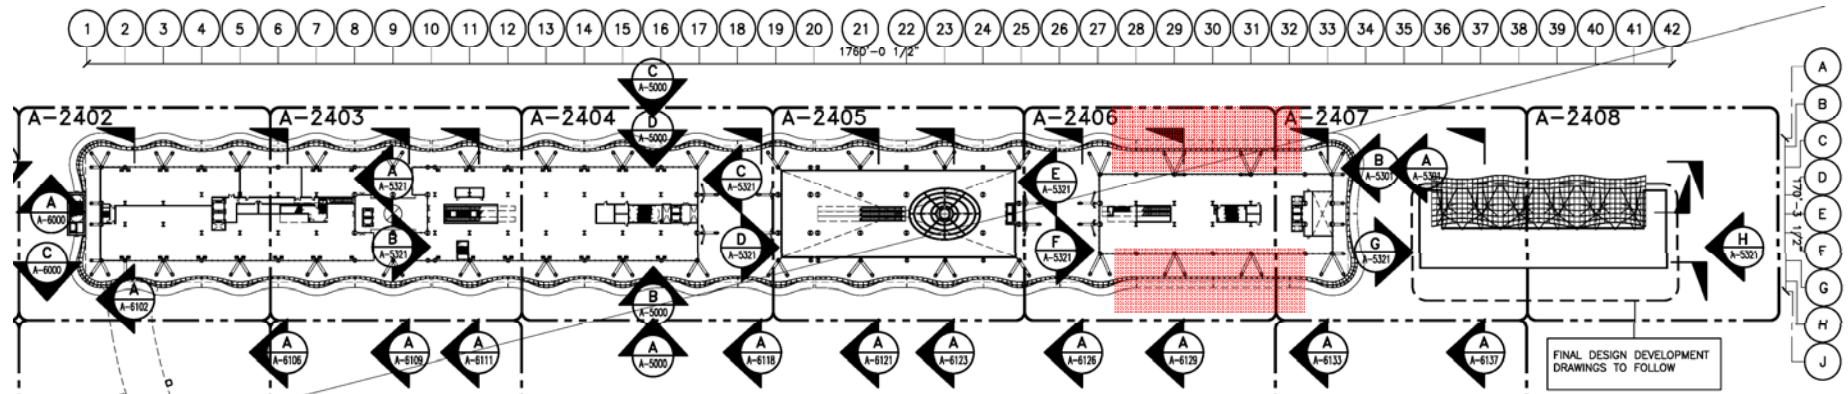 1 2 3 4 5 6 7 8 9 10 11 12 13 14 15 16 17 18 19 20 21 22 23 24 25 26 27 28 29 30 31 32 33 34 35 36 37 38 39 40 41 42
1760'-0 1/2"
A
B
C
D
E
F
G
H
J
170'-3 1/2"
A-2402
A-2403
A-2404
A-2405
A-2406
A-2407
A-2408
C
A-5000
D
A-5000
A
A-5321
C
A-5321
E
A-5321
B
A-5301
A
A-5301
A
A-6000
B
A-5321
D
A-5321
F
A-5321
G
A-5321
H
A-5321
C
A-6000
A
A-6102
B
A-5000
A
A-6106
A
A-6109
A
A-6111
A
A-5000
A
A-6118
A
A-6121
A
A-6123
A
A-6126
A
A-6129
A
A-6133
A
A-6137
FINAL DESIGN DEVELOPMENT
DRAWINGS TO FOLLOW